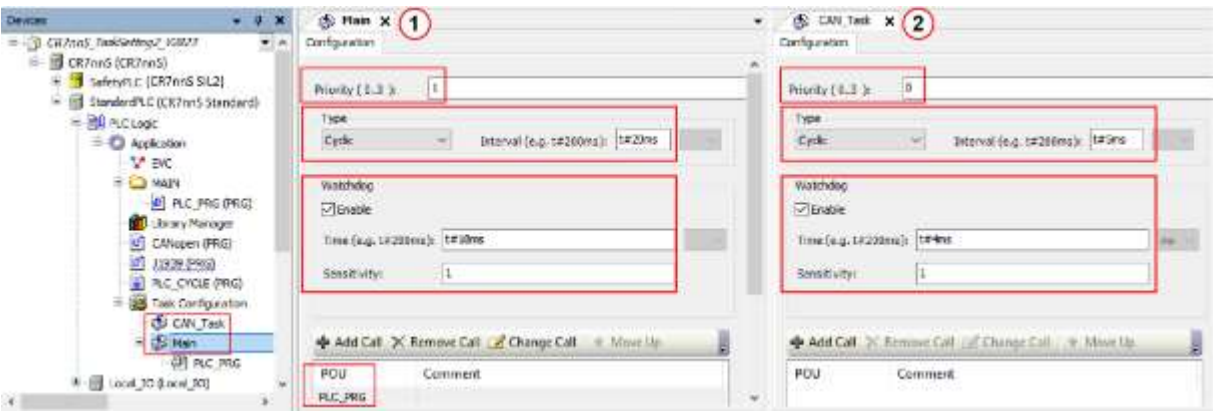 Devices
CR7nnS (CR7nnS)
SafetyPLC (CR7nnS SIL2)
StandardPLC (CR7nnS Standard)
PLC Logic
Application
EVC
MAIN
PLC_PRG (PRG)
Library Manager
CANopen (PRG)
J1939 (PRG)
PLC_CYCLE (PRG)
Task Configuration
CAN_Task
Main
PLC_PRG
Local_IO (Local_IO)
Main
1
Configuration
Priority ( 0..3 ):
1
Type
Cyclic
Interval (e.g. t#200ms):
t#20ms
Watchdog
Enable
Time (e.g. t#200ms):
Sensitivity:
1
Add Call
Remove Call
Change Call
Move Up
POU
Comment
PLC_PRG
CAN_Task
2
Configuration
Priority ( 0..3 ):
0
Type
Cyclic
Interval (e.g. t#200ms):
t#5ms
Watchdog
Enable
Time (e.g. t#200ms):
t#4ms
Sensitivity:
1
Add Call
Remove Call
Change Call
Move Up
POU
Comment